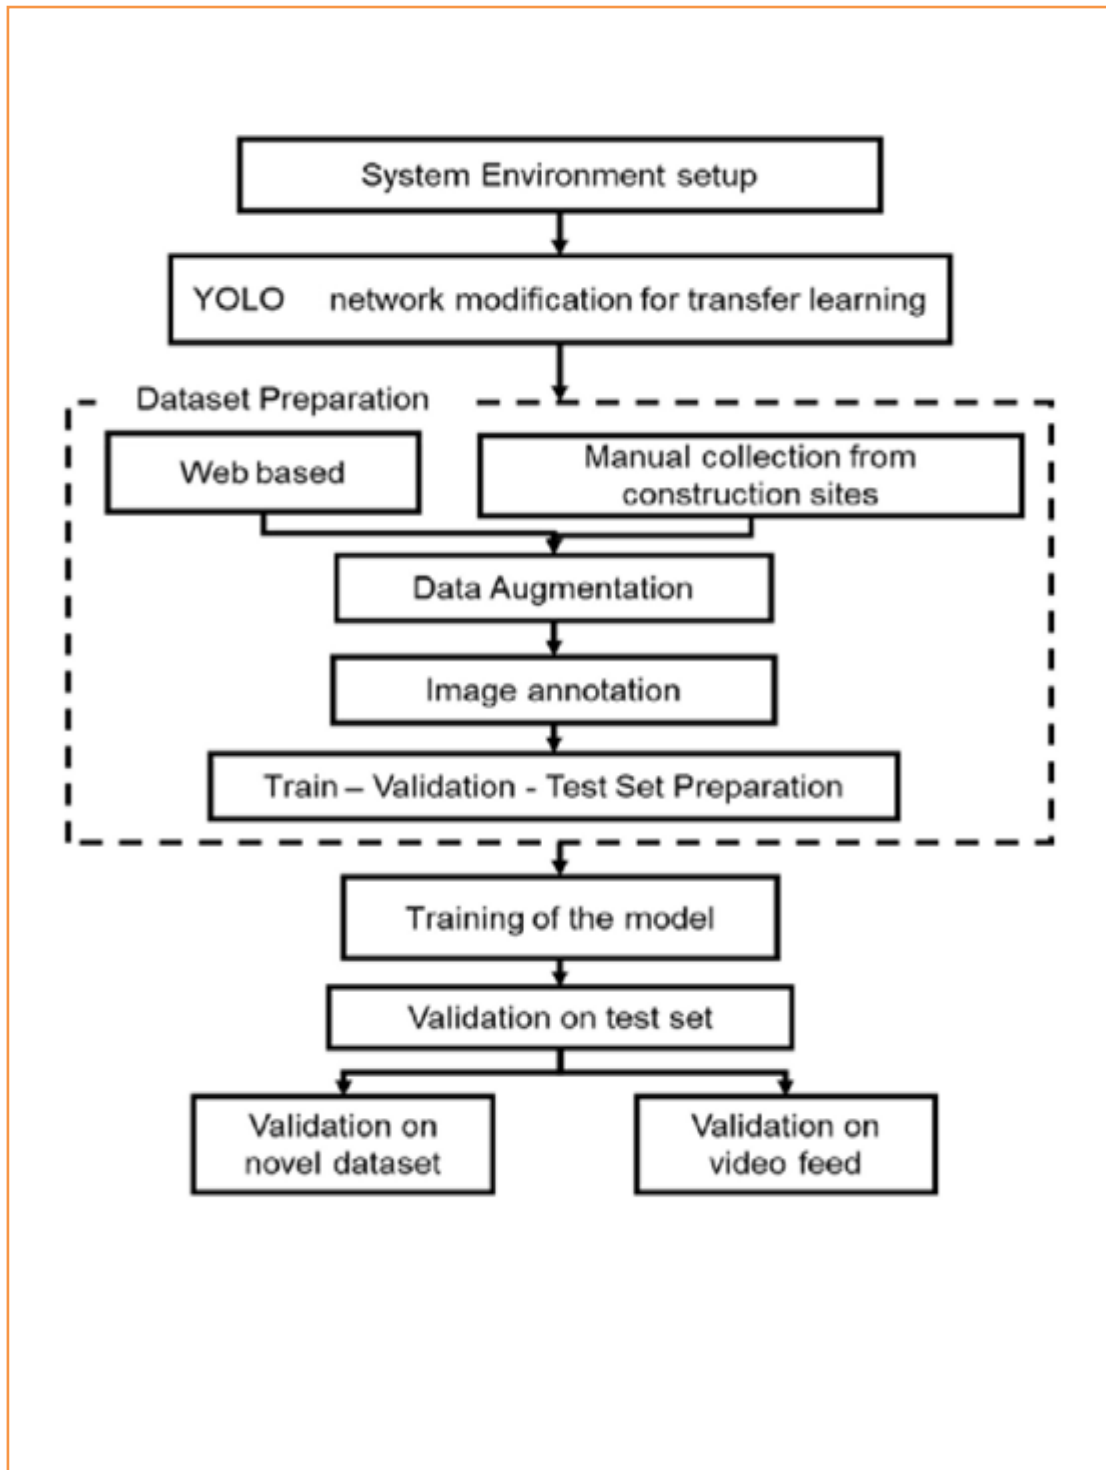 System Environment setup
YOLO network modification for transfer learning
Dataset Preparation
Web based
Manual collection from
construction sites
Data Augmentation
Image annotation
Train – Validation - Test Set Preparation
Training of the model
Validation on test set
Validation on
novel dataset
Validation on
video feed